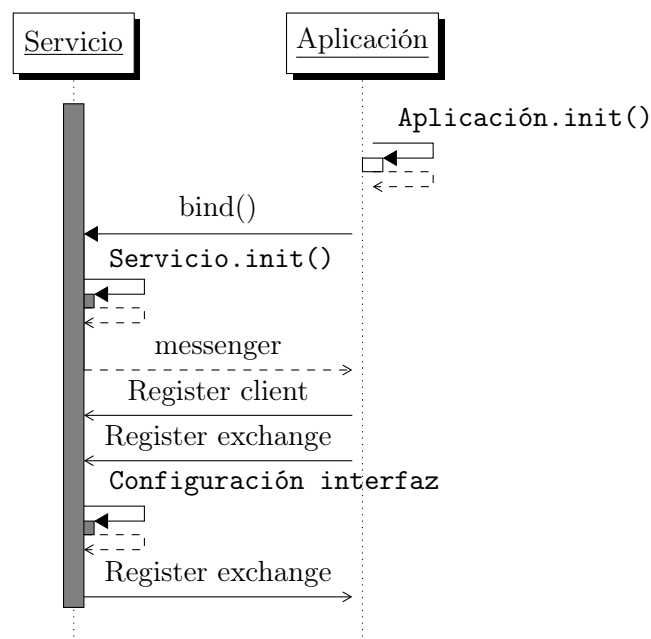 Servicio
Aplicación
Aplicación.init()
bind()
Servicio.init()
messenger
Register client
Register exchange
Configuración interfaz
Register exchange